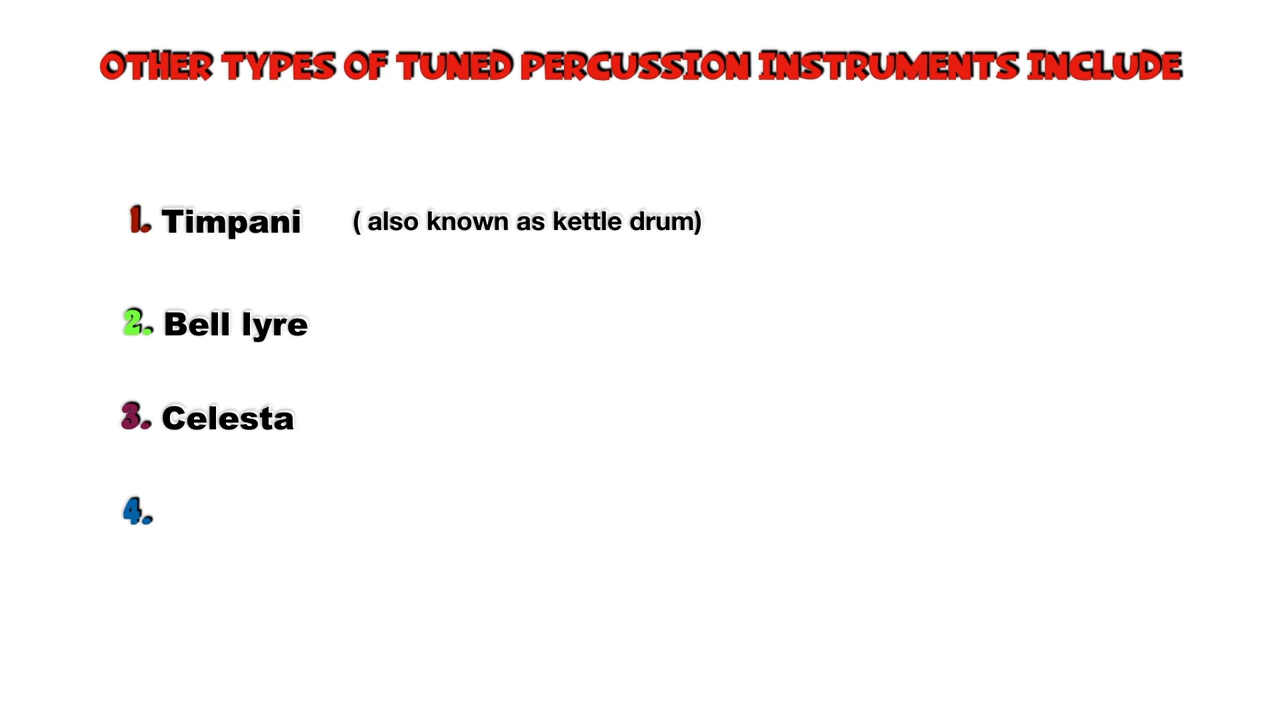 OTHER TYPES OF TUNED PERCUSSION INSTRUMENTS INCLUDE
1. Timpani ( also known as kettle drum)
2. Bell lyre
3. Celesta
4.